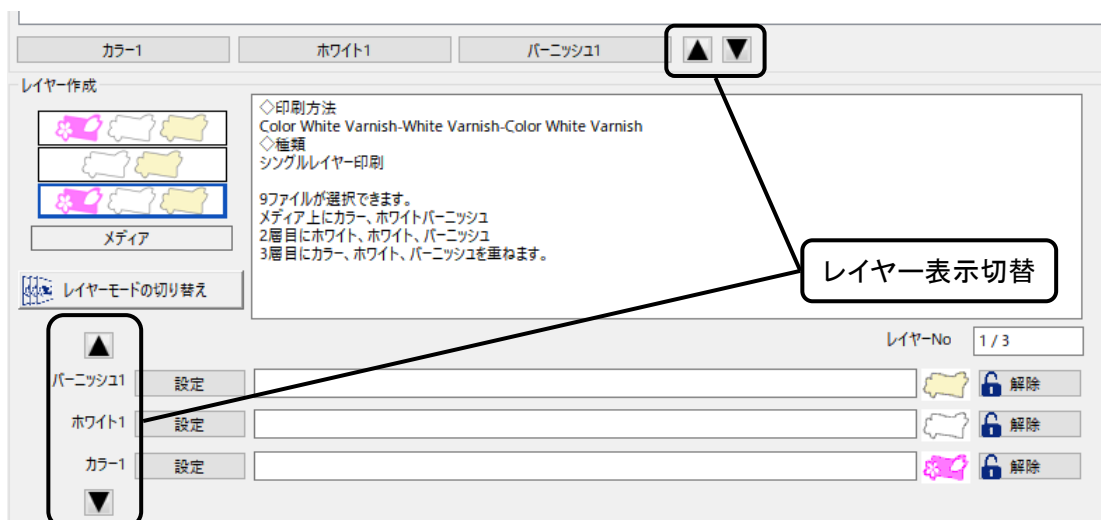 カラー1
ホワイト1
バーニッシュ1
▲
▼
レイヤー作成
◇印刷方法
Color White Varnish-White Varnish-Color White Varnish
◇種類
シングルレイヤー印刷
9ファイルが選択できます。
メディア上にカラー、ホワイトバーニッシュ
2層目にホワイト、ホワイト、バーニッシュ
3層目にカラー、ホワイト、バーニッシュを重ねます。
メディア
レイヤーモードの切り替え
レイヤー表示切替
レイヤーNo
1 / 3
▲
バーニッシュ1
設定
解除
ホワイト1
設定
解除
カラー1
設定
解除
▼